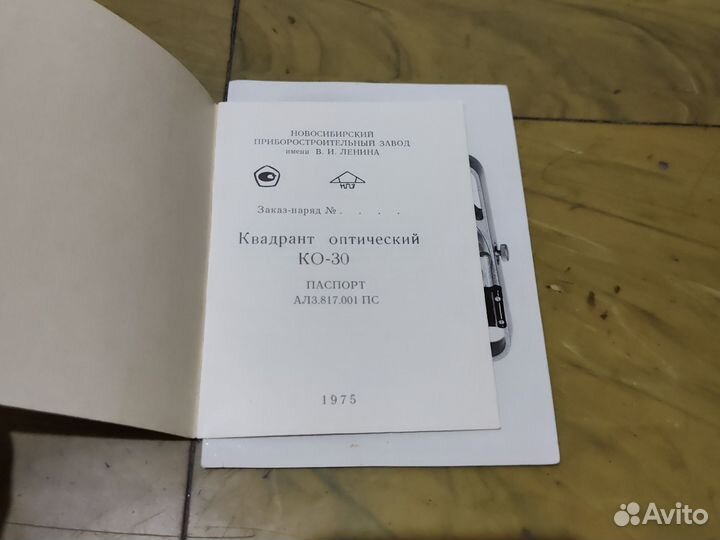 НОВОСИБИРСКИЙ
ПРИБОРОСТРОИТЕЛЬНЫЙ ЗАВОД
имени В. И. ЛЕНИНА
НПЗ
Заказ-наряд № . . . .
Квадрант оптический
КО-30
ПАСПОРТ
АЛ3.817.001 ПС
1975
Avito